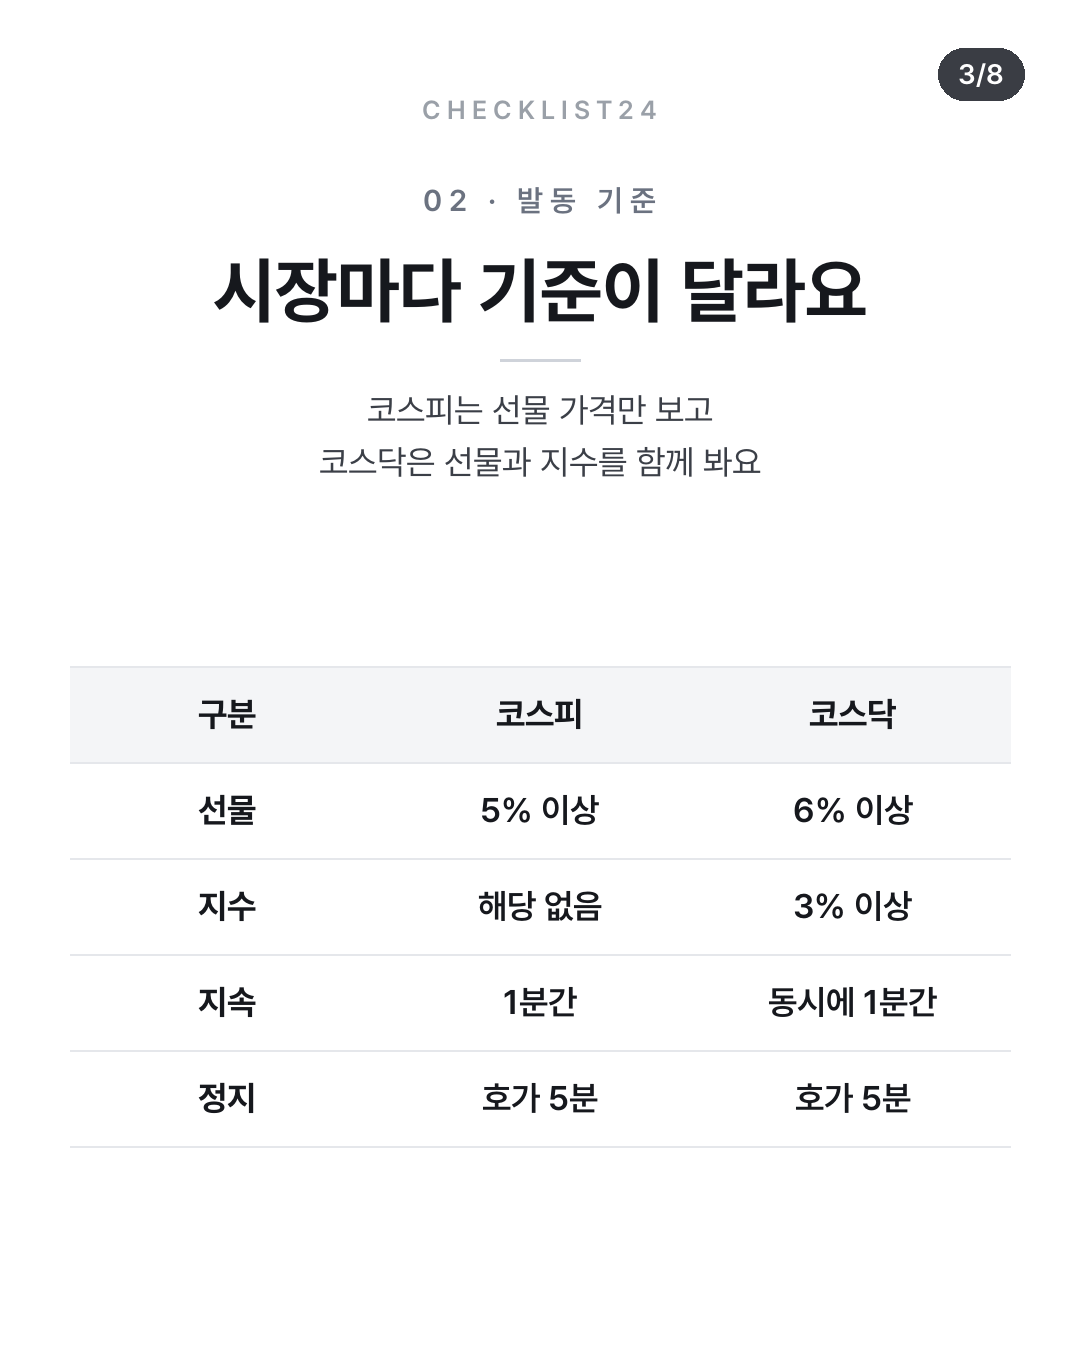 3/8
CHECKLIST24
02 · 발동 기준
시장마다 기준이 달라요
코스피는 선물 가격만 보고
코스닥은 선물과 지수를 함께 봐요
구분 코스피 코스닥
선물 5% 이상 6% 이상
지수 해당 없음 3% 이상
지속 1분간 동시에 1분간
정지 호가 5분 호가 5분